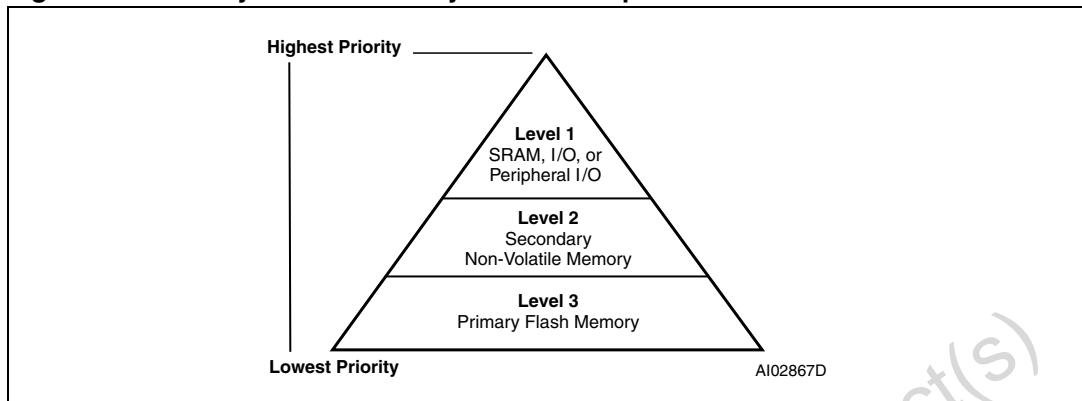 Highest Priority
Level 1
SRAM, I/O, or
Peripheral I/O
Level 2
Secondary
Non-Volatile Memory
Level 3
Primary Flash Memory
Lowest Priority
AI02867D